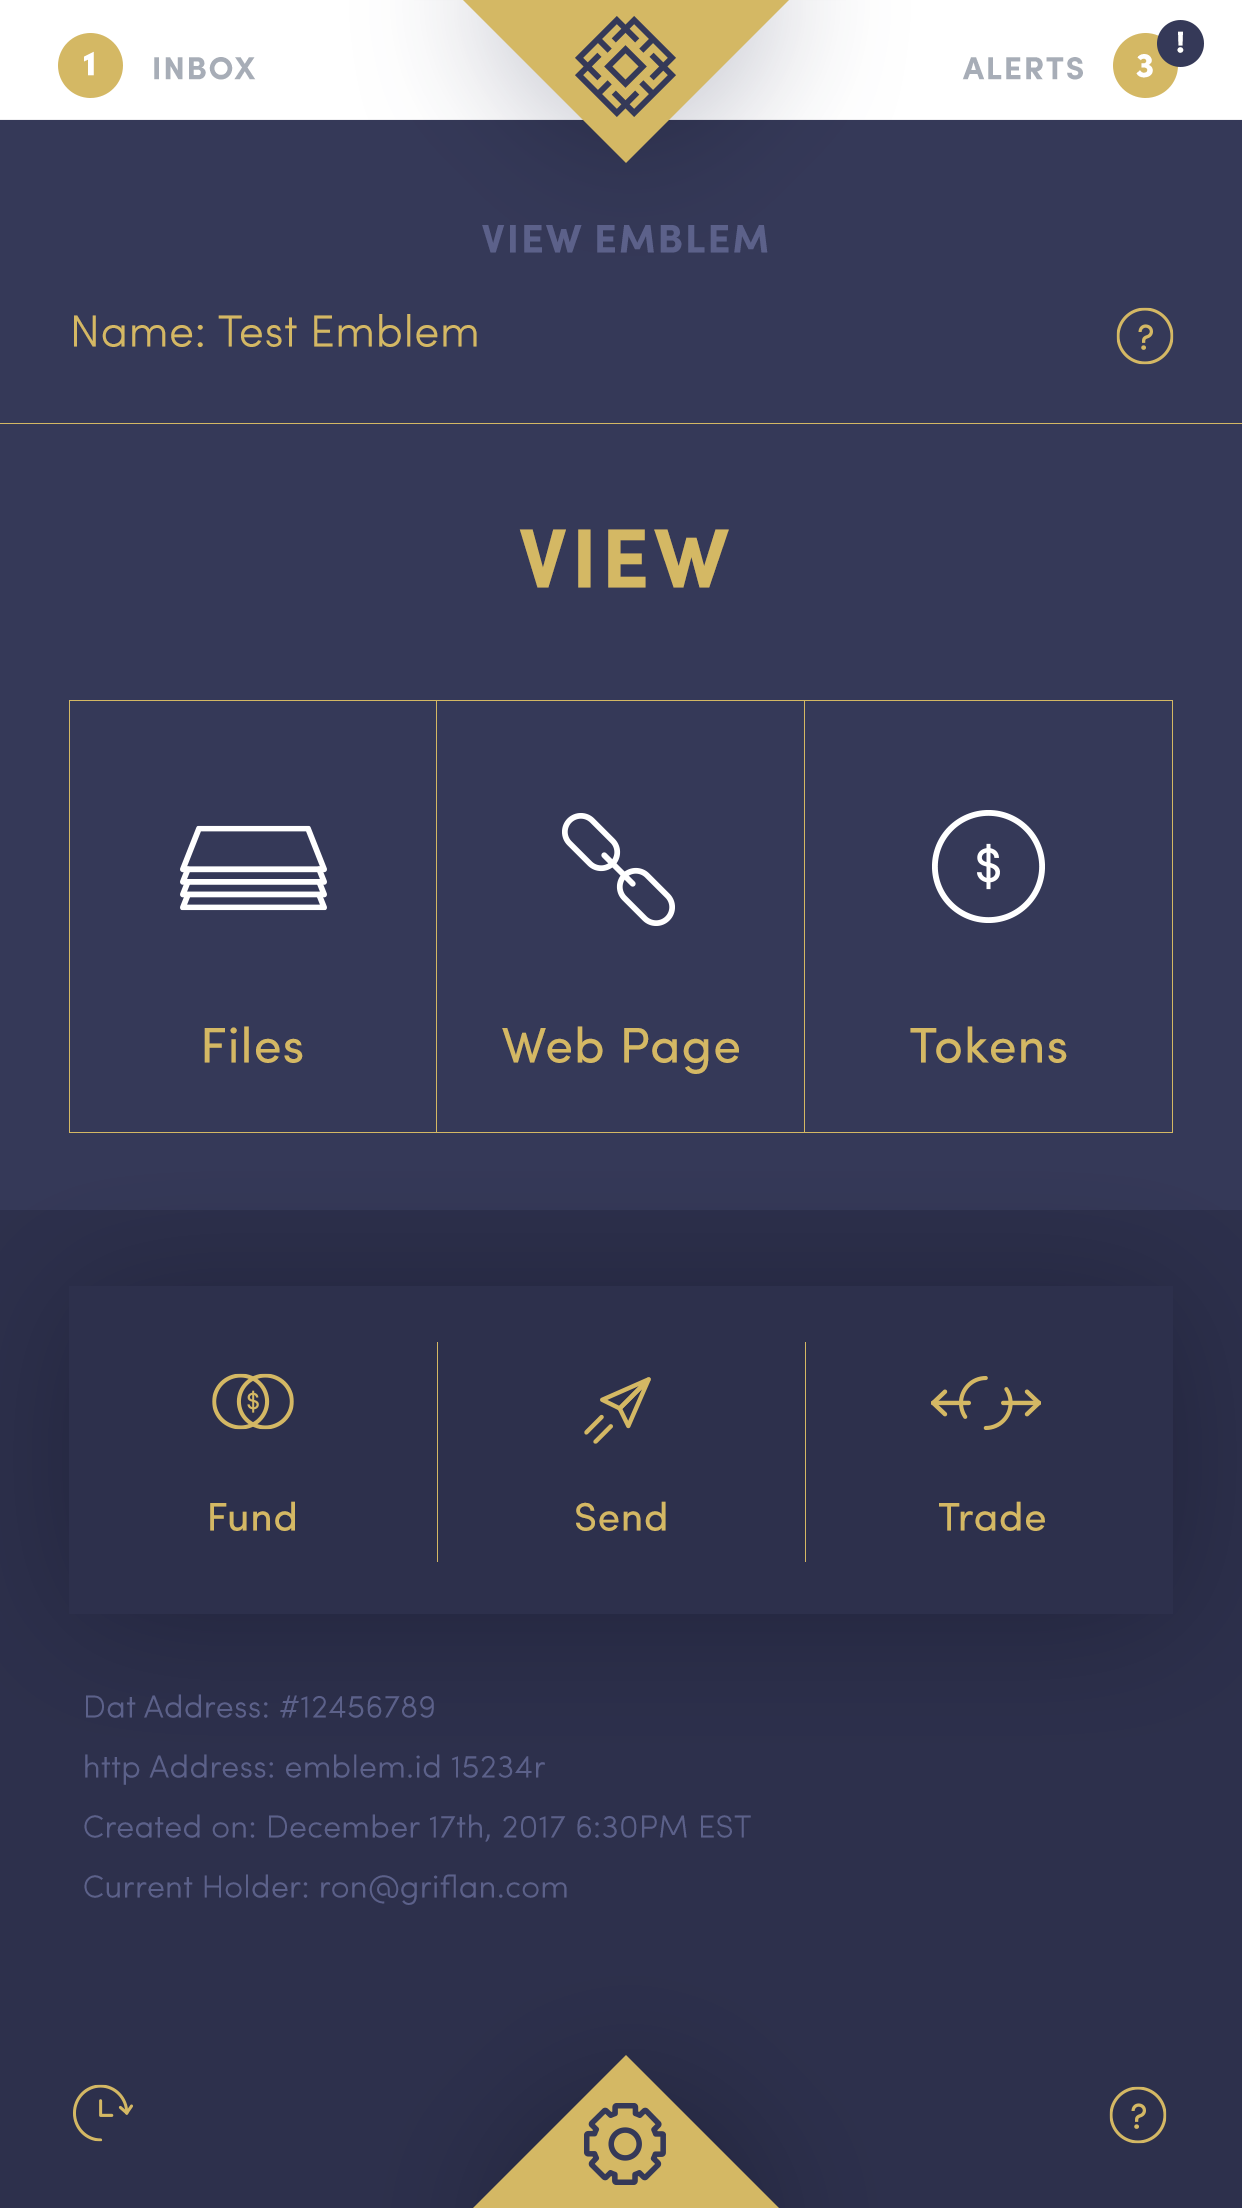 1 INBOX ALERTS 3 !
VIEW EMBLEM
Name: Test Emblem ?
VIEW
$
Files Web Page Tokens
$
Fund Send Trade
Dat Address: #12456789
http Address: emblem.id 15234r
Created on: December 17th, 2017 6:30PM EST
Current Holder: ron@griflan.com
?